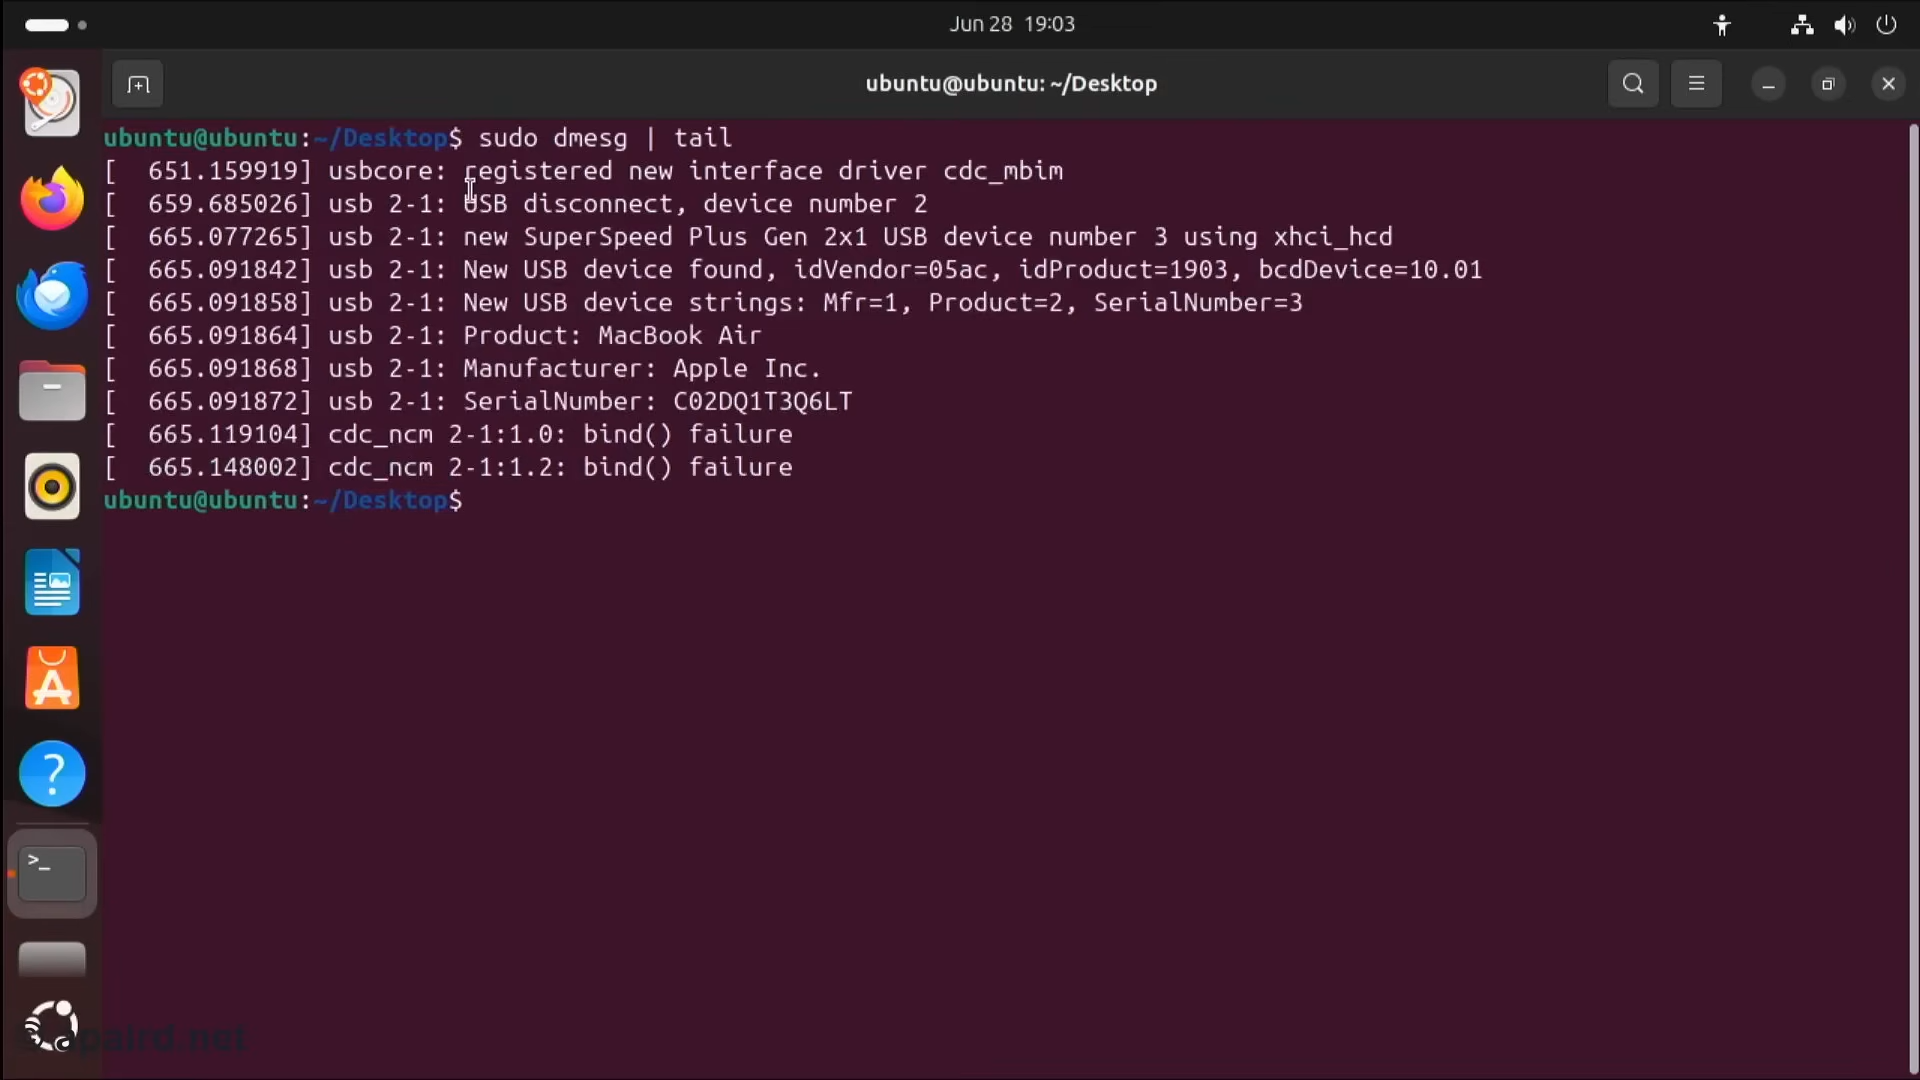 Jun 28 19:03
ubuntu@ubuntu: ~/Desktop
ubuntu@ubuntu:~/Desktop$ sudo dmesg | tail
[  651.159919] usbcore: registered new interface driver cdc_mbim
[  659.685026] usb 2-1: USB disconnect, device number 2
[  665.077265] usb 2-1: new SuperSpeed Plus Gen 2x1 USB device number 3 using xhci_hcd
[  665.091842] usb 2-1: New USB device found, idVendor=05ac, idProduct=1903, bcdDevice=10.01
[  665.091858] usb 2-1: New USB device strings: Mfr=1, Product=2, SerialNumber=3
[  665.091864] usb 2-1: Product: MacBook Air
[  665.091868] usb 2-1: Manufacturer: Apple Inc.
[  665.091872] usb 2-1: SerialNumber: C02DQ1T3Q6LT
[  665.119104] cdc_ncm 2-1:1.0: bind() failure
[  665.148002] cdc_ncm 2-1:1.2: bind() failure
ubuntu@ubuntu:~/Desktop$